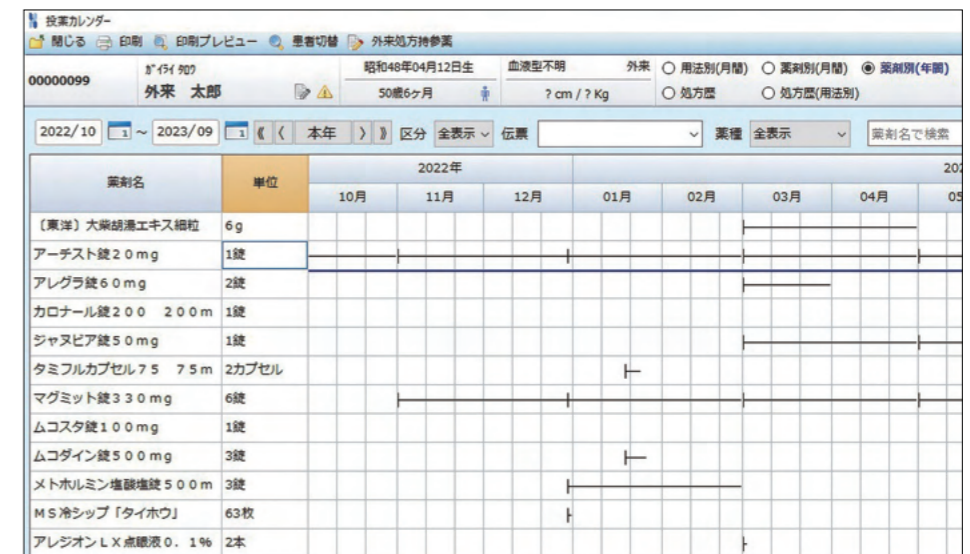 投薬カレンダー
閉じる 印刷 印刷プレビュー 患者切替 外来処方持参薬
00000099 ｶﾞｲﾗｲ ﾀﾛｳ 昭和48年04月12日生 血液型不明 外来 用法別(月間) 薬剤別(月間) 薬剤別(年間)
外来 太郎 50歳6ケ月 ? cm / ? Kg 処方歴 処方歴(用法別)
2022/10 1 ~ 2023/09 1 《 〈 本年 〉 》 区分 全表示 伝票 薬種 全表示 薬剤名で検索
薬剤名 単位 2022年 202
10月 11月 12月 01月 02月 03月 04月 05
〔東洋〕大柴胡湯エキス細粒 6g
アーチスト錠20mg 1錠
アレグラ錠60mg 2錠
カロナール錠200 200m 1錠
ジャヌビア錠50mg 1錠
タミフルカプセル75 75m 2カプセル
マグミット錠330mg 6錠
ムコスタ錠100mg 1錠
ムコダイン錠500mg 3錠
メトホルミン塩酸塩錠500m 3錠
MS冷シップ「タイホウ」 63枚
アレジオンLX点眼液0.1% 2本